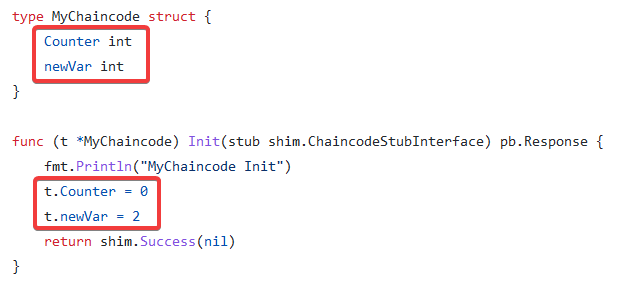 type MyChaincode struct {
Counter int
newVar int
}
func (t *MyChaincode) Init(stub shim.ChaincodeStubInterface) pb.Response {
fmt.Println("MyChaincode Init")
t.Counter = 0
t.newVar = 2
return shim.Success(nil)
}